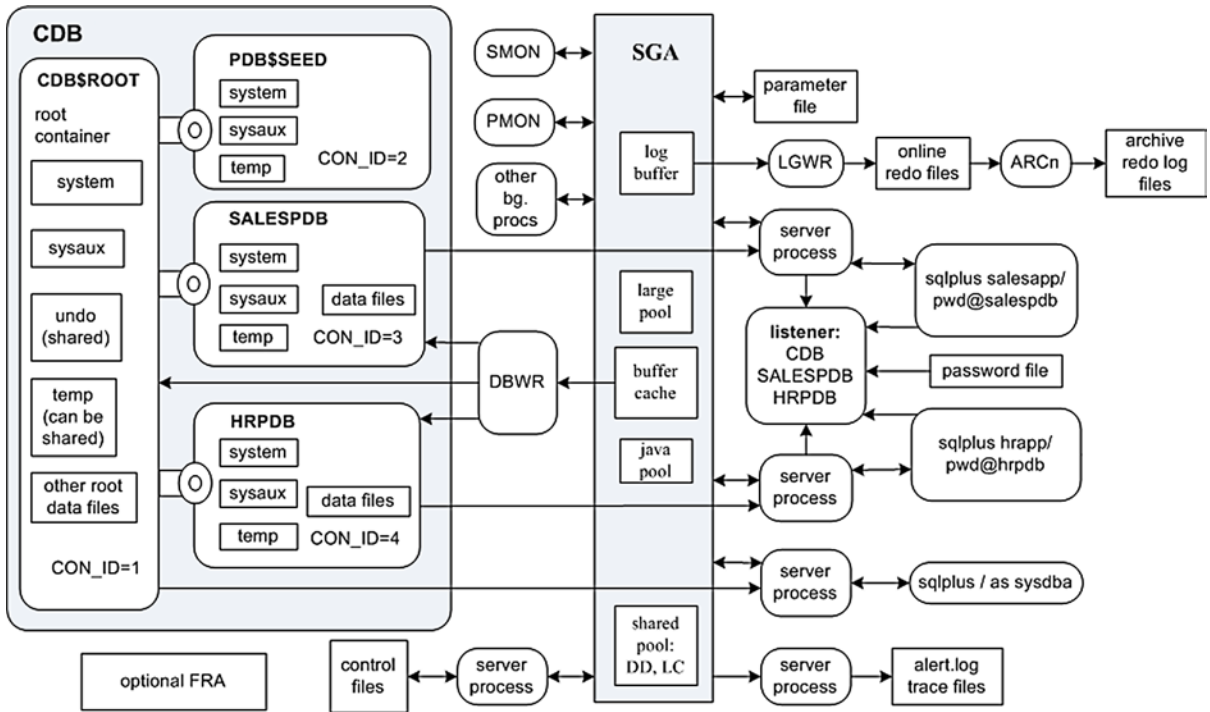 CDB
CDB$ROOT
root
container
system
sysaux
undo
(shared)
temp
(can be
shared)
other root
data files
CON_ID=1
PDB$SEED
system
sysaux
temp
CON_ID=2
SALESPDB
system
sysaux
data files
temp
CON_ID=3
HRPDB
system
sysaux
data files
temp
CON_ID=4
optional FRA
control
files
server
process
SMON
PMON
other
bg.
procs
DBWR
SGA
log
buffer
large
pool
buffer
cache
java
pool
shared
pool:
DD, LC
parameter
file
LGWR
online
redo files
ARCn
archive
redo log
files
server
process
sqlplus salesapp/
pwd@salespdb
listener:
CDB
SALESPDB
HRPDB
password file
sqlplus hrapp/
pwd@hrpdb
server
process
server
process
sqlplus / as sysdba
server
process
alert.log
trace files